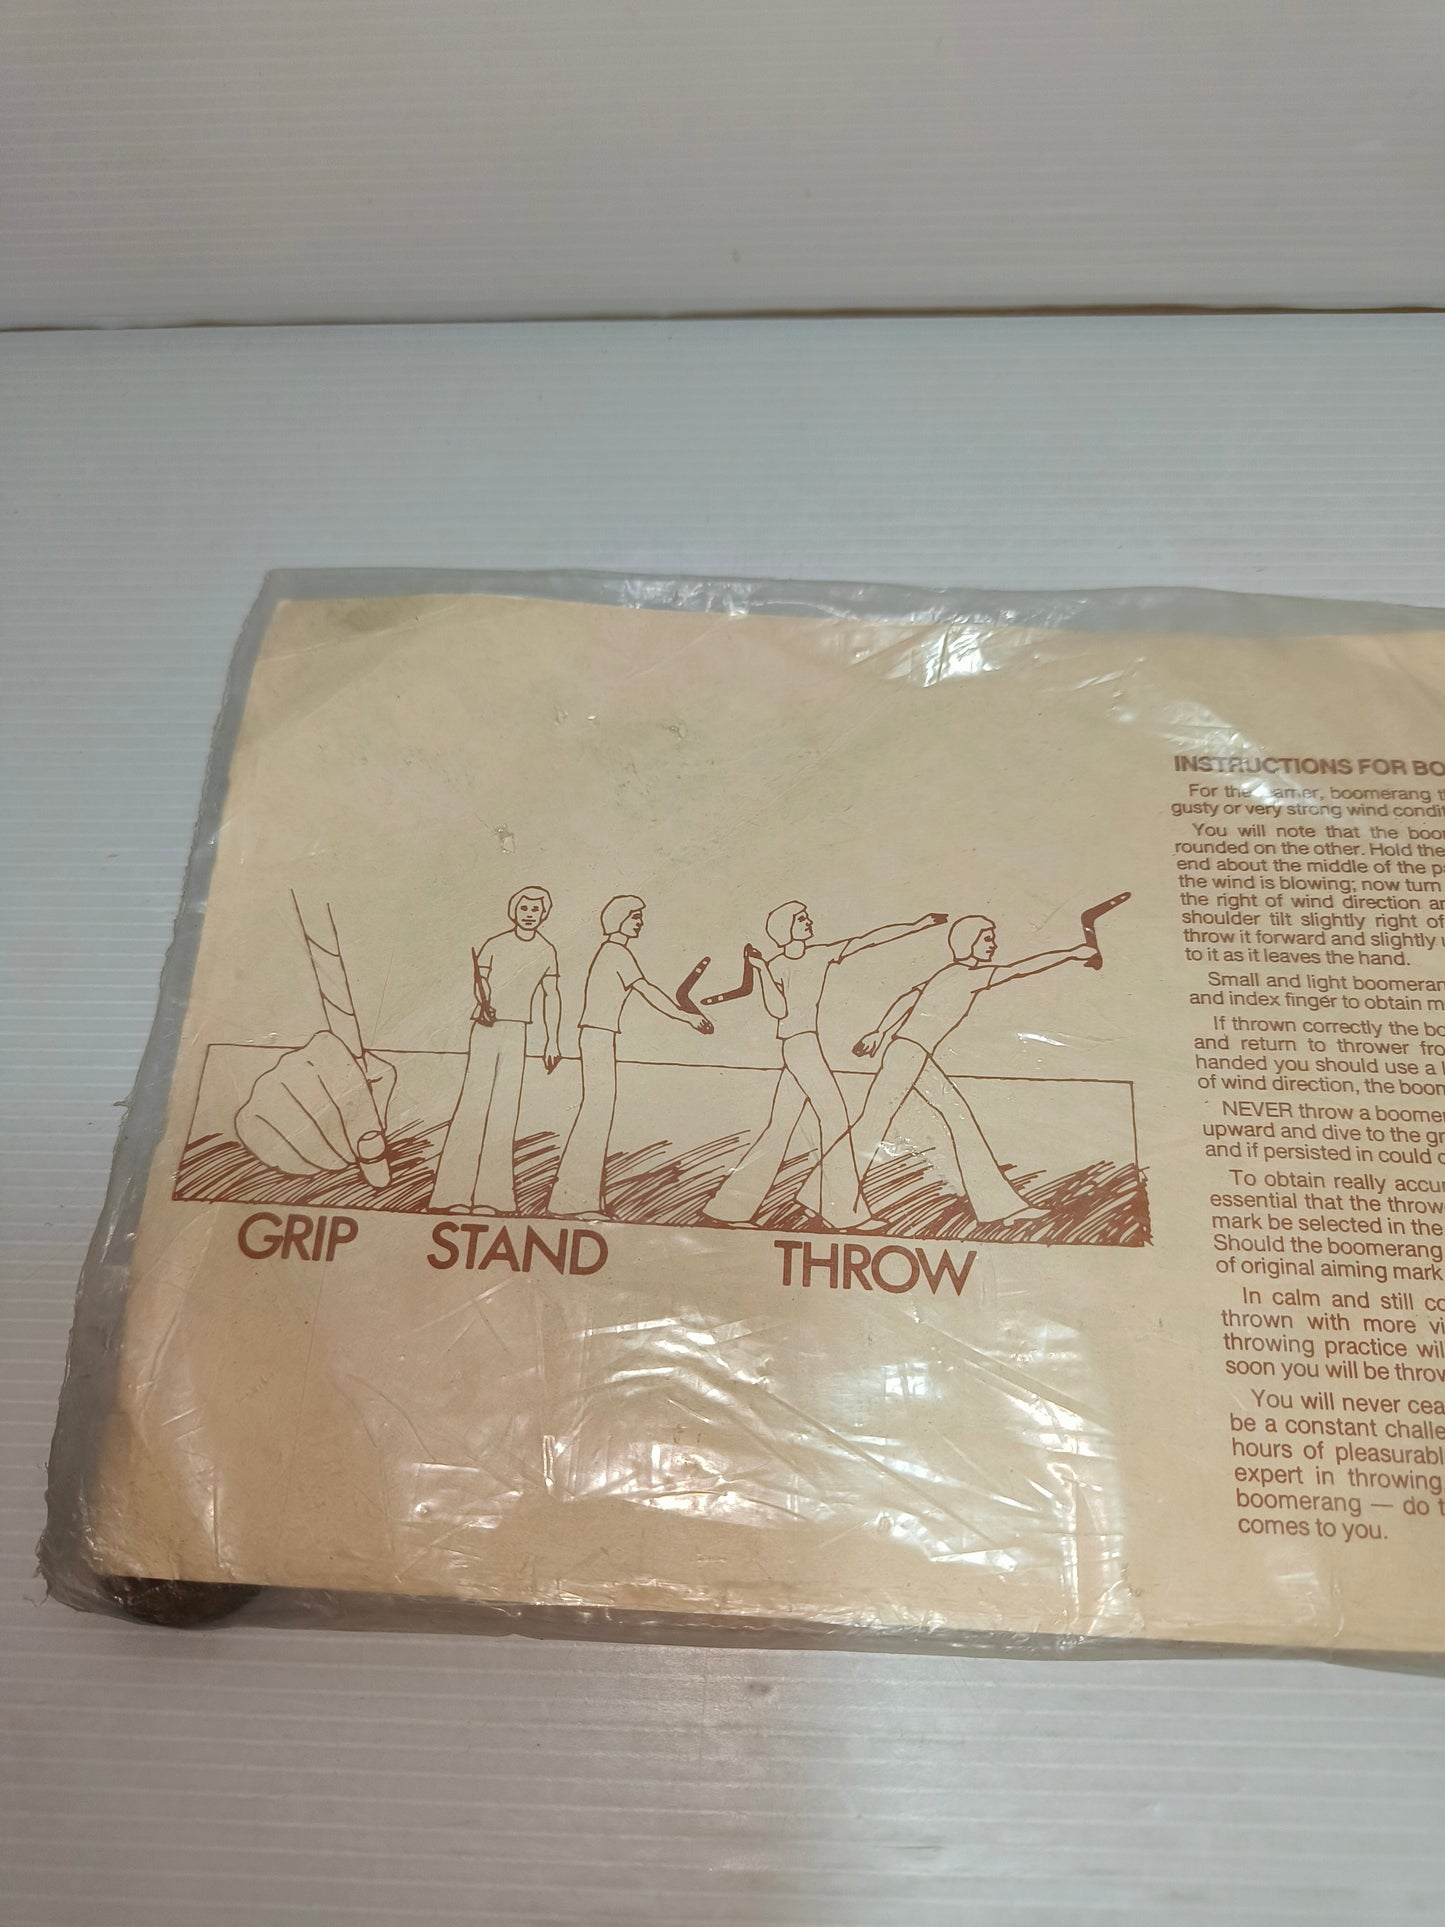 GRIP STAND THROW
INSTRUCTIONS FOR BO
For the learner, boomerang t
gusty or very strong wind condit
You will note that the boo
rounded on the other. Hold the
end about the middle of the p
the wind is blowing; now turn
the right of wind direction a
shoulder tilt slightly right of
throw it forward and slightly
to it as it leaves the hand.
Small and light boomeran
and index finger to obtain m
If thrown correctly the bo
and return to thrower fro
handed you should use a l
of wind direction, the boom
NEVER throw a boomer
upward and dive to the gr
and if persisted in could
To obtain really accu
essential that the throw
mark be selected in the
Should the boomerang
of original aiming mark
In calm and still co
thrown with more vi
throwing practice wil
soon you will be throw
You will never cea
be a constant challe
hours of pleasurabl
expert in throwing
boomerang — do t
comes to you.